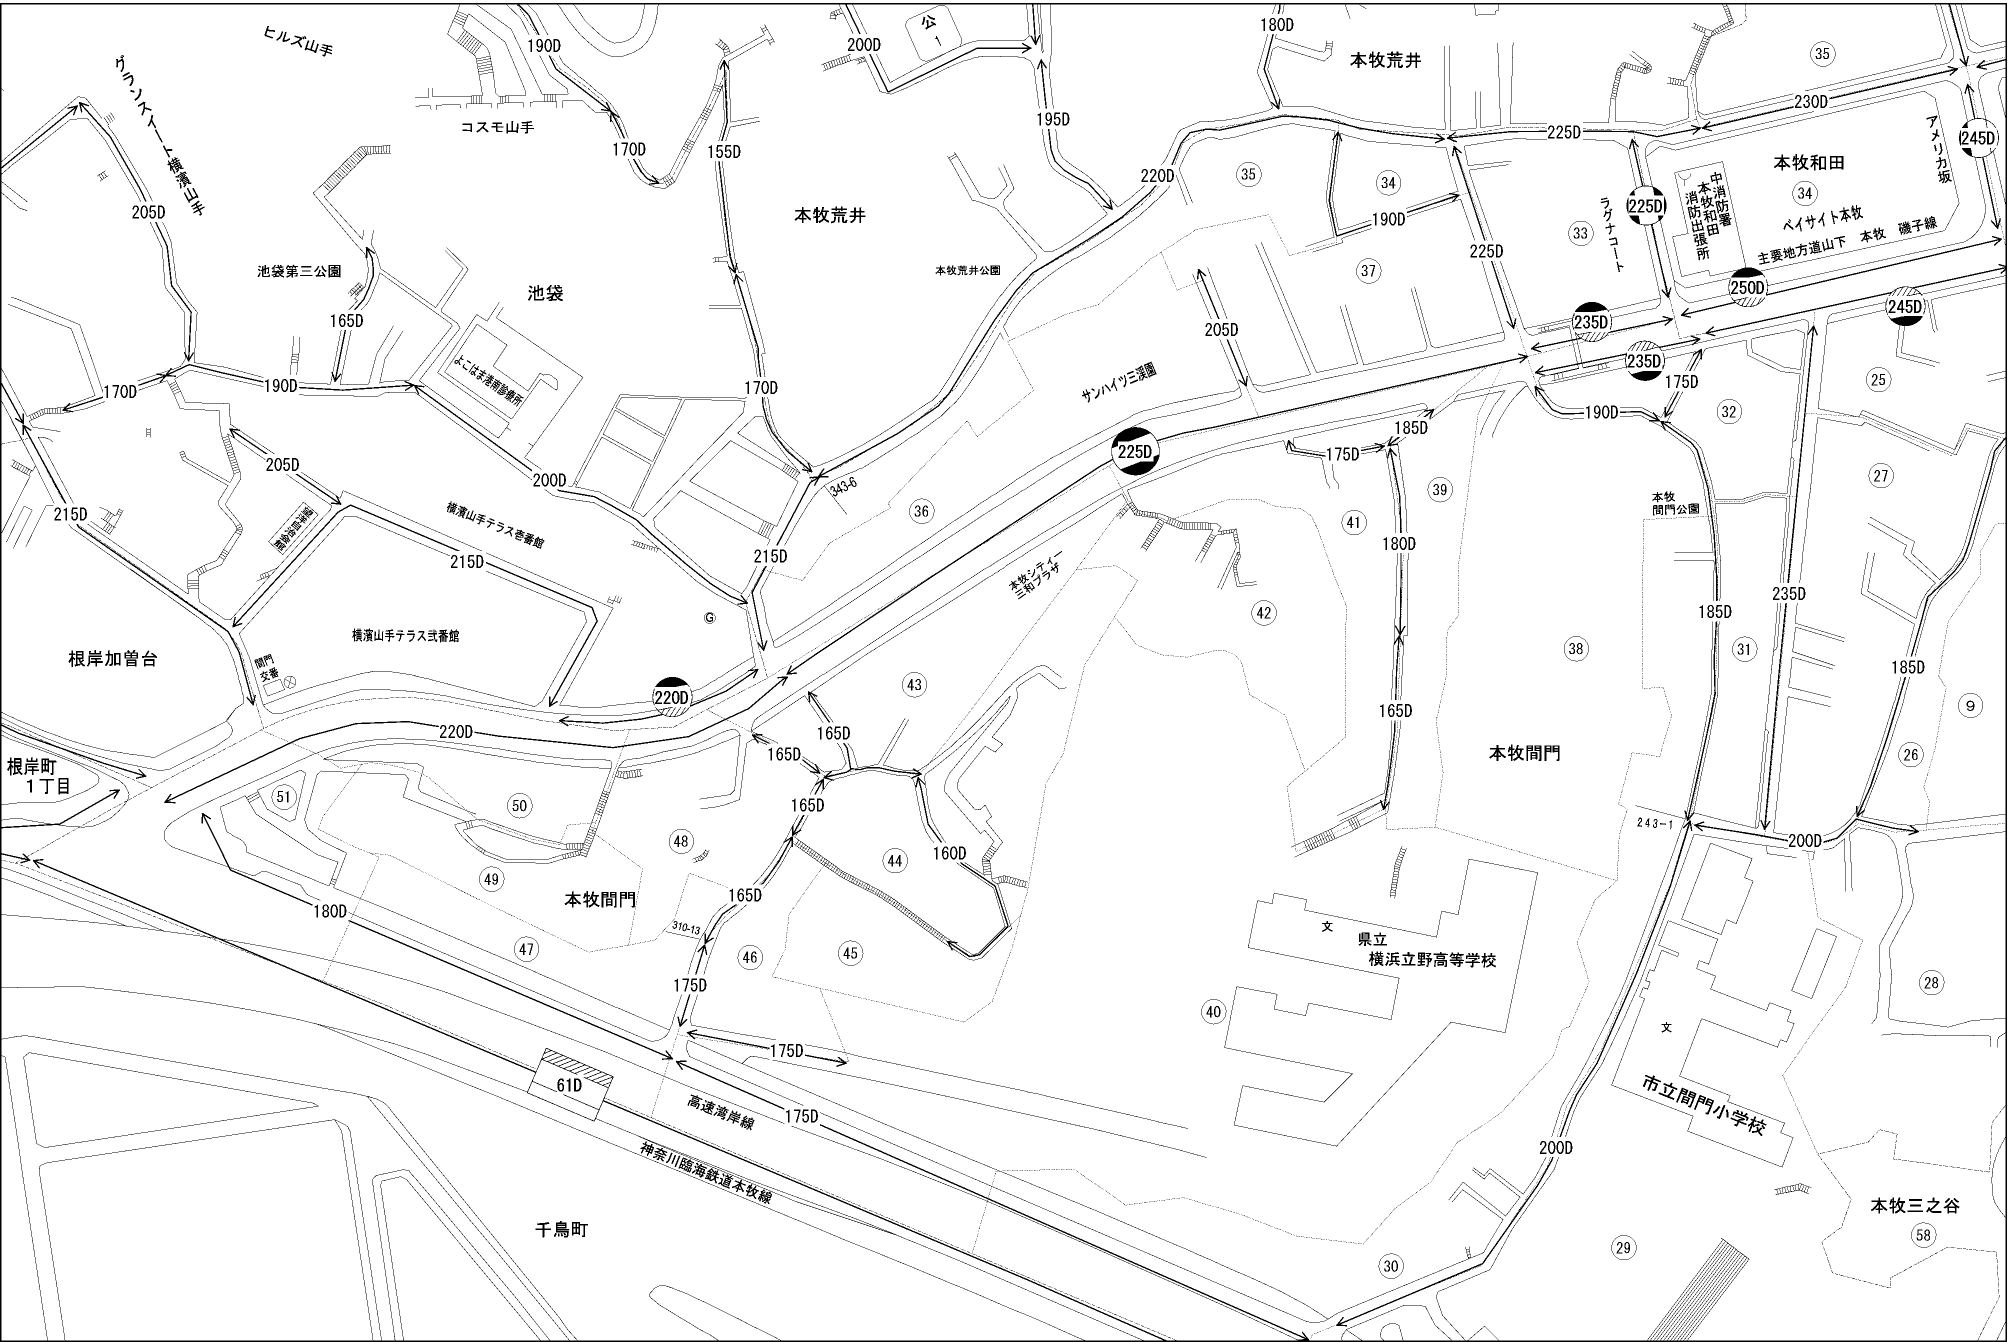 ヒルズ山手
グランスイート横濱山手
190D
コスモ山手
170D
155D
200D
公
1
195D
180D
本牧荒井
35
230D
245D
225D
アメリカ坂
本牧和田
34
中消防署
本牧和田
消防出張所
ベイサイト本牧
主要地方道山下 本牧 磯子線
205D
220D
35
34
190D
225D
33
ラグナコート
225D
本牧荒井
本牧荒井公園
池袋第三公園
池袋
165D
37
250D
235D
245D
205D
235D
170D
190D
よこはま港南診療所
170D
サンハイツ三渓園
175D
190D
32
25
185D
225D
175D
205D
200D
343-6
36
39
41
本牧
間門公園
27
215D
横濱山手テラス壱番館
215D
215D
180D
本牧シティー
三和プラザ
42
235D
185D
G
横濱山手テラス弐番館
根岸加曽台
間門
交番
38
31
185D
220D
43
165D
9
220D
165D
165D
本牧間門
26
根岸町
1丁目
51
50
165D
243-1
200D
48
160D
44
49
本牧間門
165D
180D
310-13
47
46
45
文
県立
横浜立野高等学校
175D
28
40
175D
文
61D
高速湾岸線
175D
市立間門小学校
神奈川臨海鉄道本牧線
200D
千鳥町
本牧三之谷
58
29
30